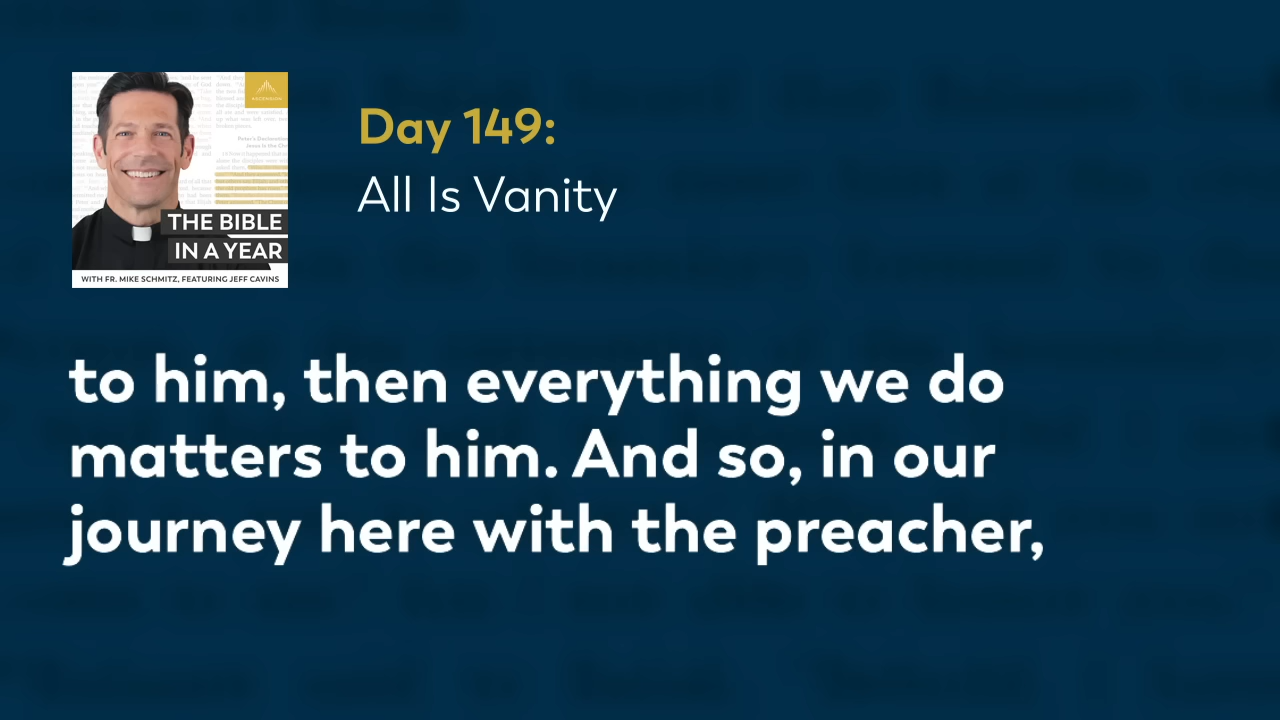 ASCENSION
THE BIBLE
IN A YEAR
WITH FR. MIKE SCHMITZ, FEATURING JEFF CAVINS
Day 149:
All Is Vanity
to him, then everything we do
matters to him. And so, in our
journey here with the preacher,